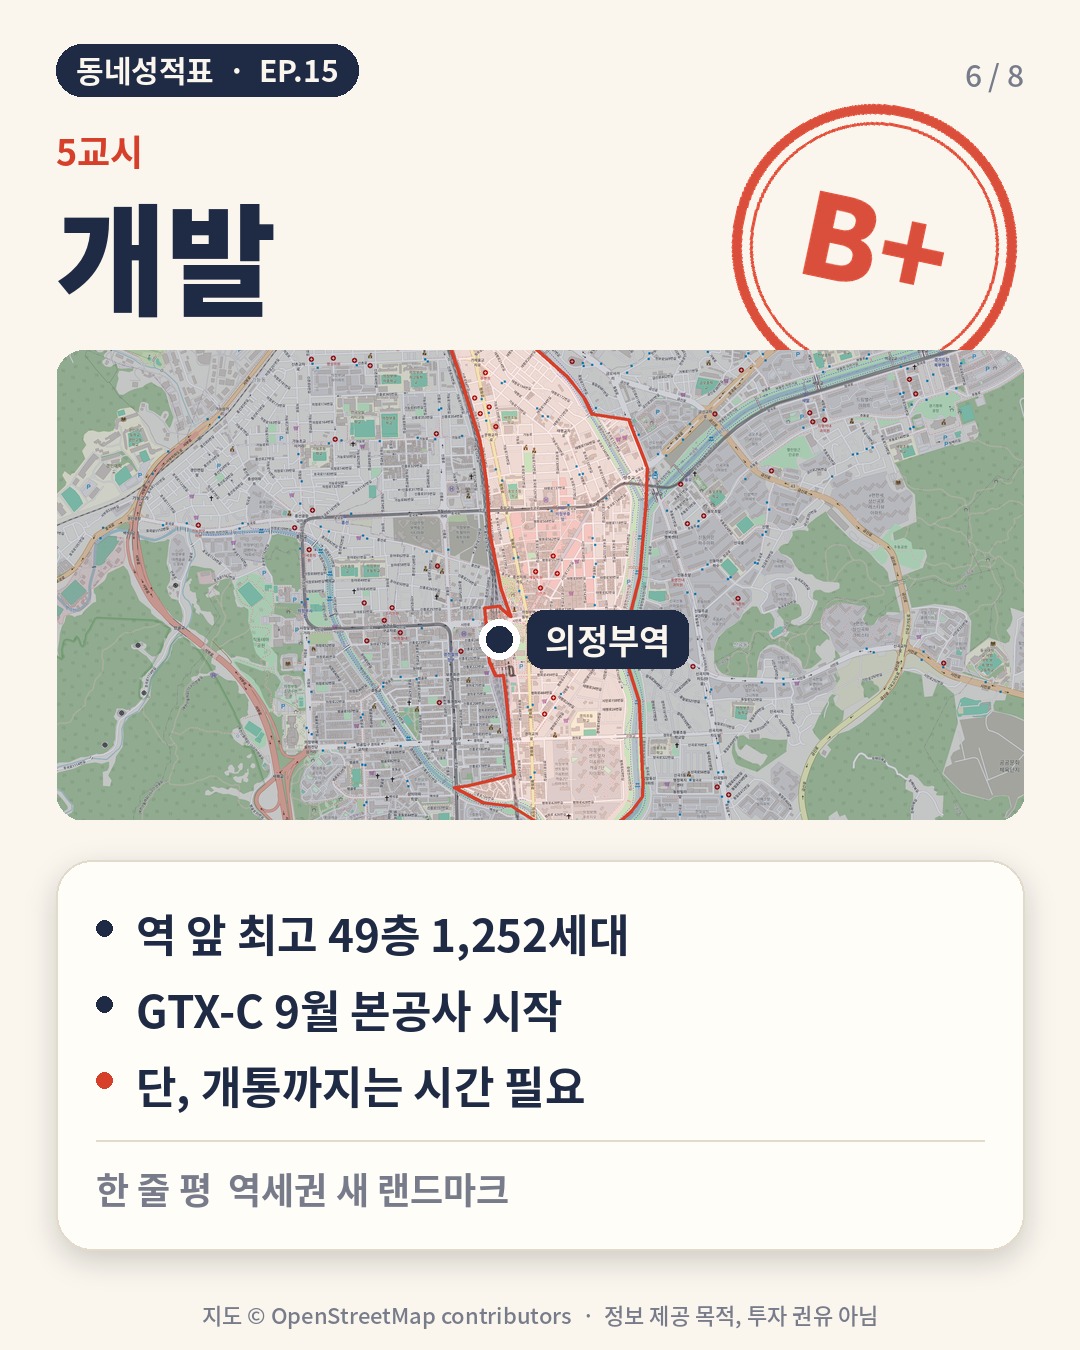 동네성적표 · EP.15
6 / 8
5교시
개발
B+
의정부역
역 앞 최고 49층 1,252세대
GTX-C 9월 본공사 시작
단, 개통까지는 시간 필요
한 줄 평 역세권 새 랜드마크
지도 © OpenStreetMap contributors · 정보 제공 목적, 투자 권유 아님